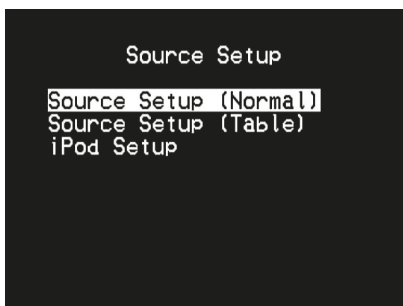 Source Setup
Source Setup (Normal)
Source Setup (Table)
iPod Setup